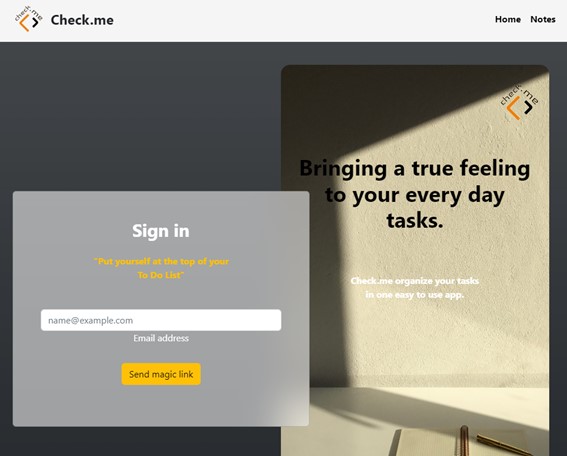 check.me
Check.me
Home
Notes
check.me
Bringing a true feeling
to your every day
tasks.
Check.me organize your tasks
in one easy to use app.
Sign in
"Put yourself at the top of your
To Do List"
name@example.com
Email address
Send magic link